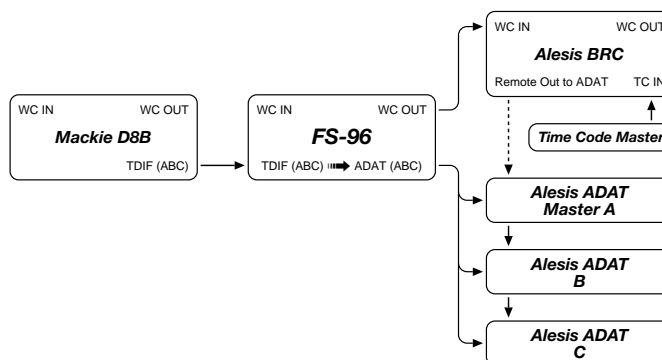 WC IN WC OUT
Mackie D8B
TDIF (ABC)
WC IN WC OUT
FS-96
TDIF (ABC) ADAT (ABC)
WC IN WC OUT
Alesis BRC
Remote Out to ADAT TC IN
Time Code Master
Alesis ADAT
Master A
Alesis ADAT
B
Alesis ADAT
C